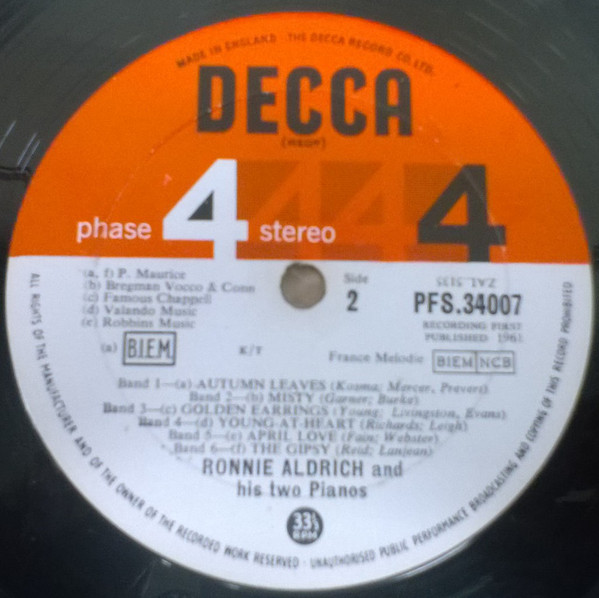 MADE IN ENGLAND · THE DECCA RECORD CO. LTD.
DECCA
phase 4 stereo 4
(a, f) P. Maurice
(b) Bregman Vocco & Conn
(c) Famous Chappell
(d) Valando Music
(e) Robbins Music
Side
2
PFS.34007
RECORDING FIRST
PUBLISHED 1961
(a) B.I.E.M. K/T France Melodie BIEM NCB
Band 1—(a) AUTUMN LEAVES (Kosma; Mercer, Prevert)
Band 2—(b) MISTY (Garner; Burke)
Band 3—(c) GOLDEN EARRINGS (Young; Livingston, Evans)
Band 4—(d) YOUNG-AT-HEART (Richards; Leigh)
Band 5—(e) APRIL LOVE (Fain; Webster)
Band 6—(f) THE GIPSY (Reid; Lanjean)
RONNIE ALDRICH and
his two Pianos
33⅓
R.P.M.
ALL RIGHTS OF THE MANUFACTURER AND OF THE OWNER OF THE RECORDED WORK RESERVED · UNAUTHORISED PUBLIC PERFORMANCE BROADCASTING AND COPYING OF THIS RECORD PROHIBITED